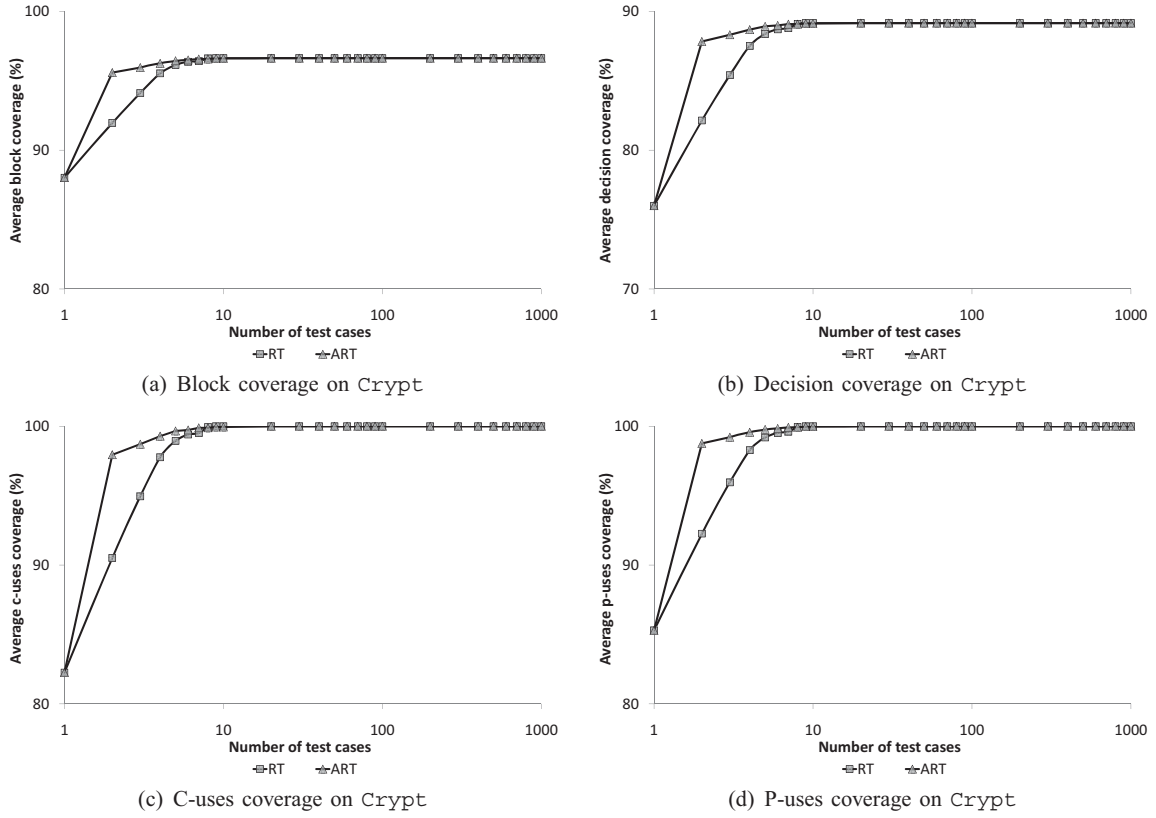 100
90
80
Average block coverage (%)
1 10 100 1000
Number of test cases
RT ART
(a) Block coverage on Crypt
90
80
70
Average decision coverage (%)
1 10 100 1000
Number of test cases
RT ART
(b) Decision coverage on Crypt
100
90
80
Average c-uses coverage (%)
1 10 100 1000
Number of test cases
RT ART
(c) C-uses coverage on Crypt
100
90
80
Average p-uses coverage (%)
1 10 100 1000
Number of test cases
RT ART
(d) P-uses coverage on Crypt